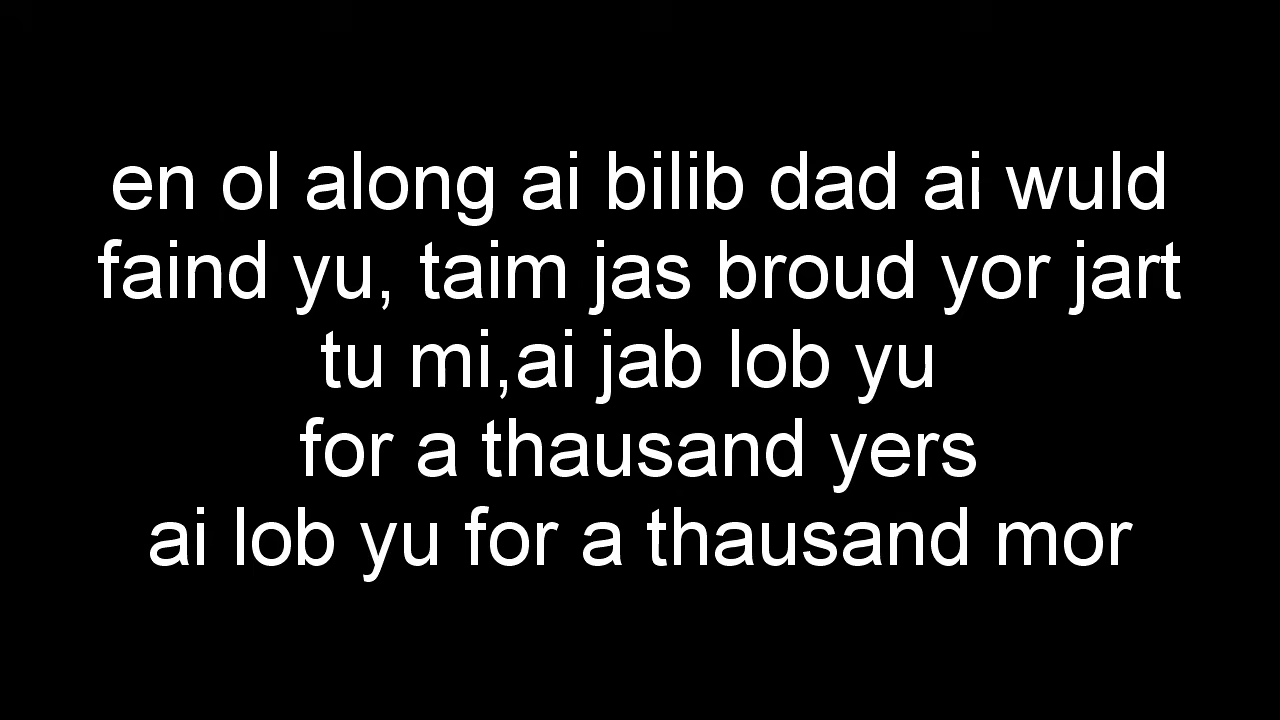 en ol along ai bilib dad ai wuld
faind yu, taim jas broud yor jart
tu mi,ai jab lob yu
for a thausand yers
ai lob yu for a thausand mor